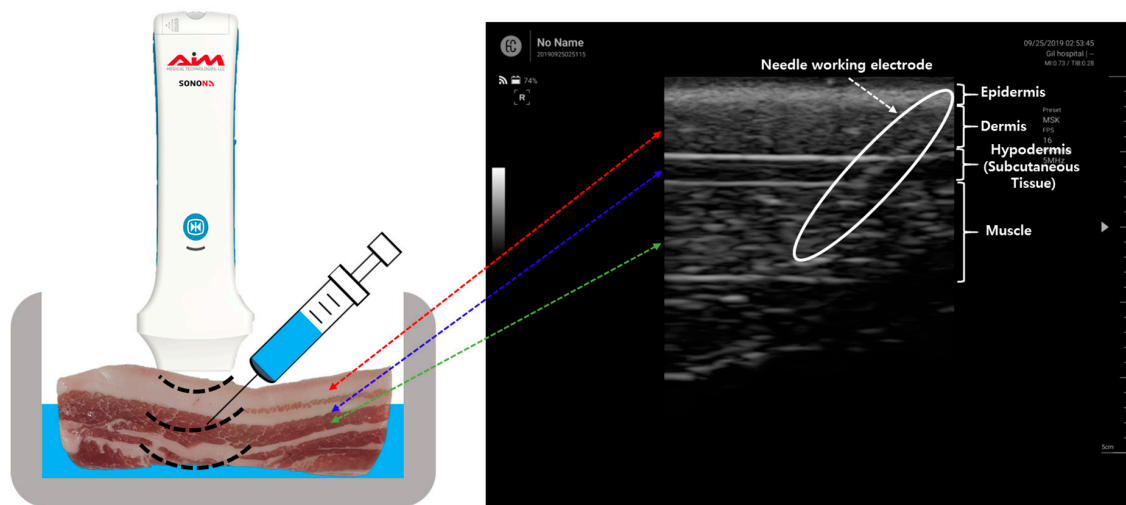 AiM
MEDICAL TECHNOLOGIES, LLC
SONON
EC
No Name
20190925025115
74%
R
09/25/2019 02:53:45
Gil hospital | --
MI:0.73 / TIB:0.28
Needle working electrode
Epidermis
Preset
MSK
Dermis
FPS
16
Hypodermis
(Subcutaneous
5MHz
Tissue)
Muscle
5cm